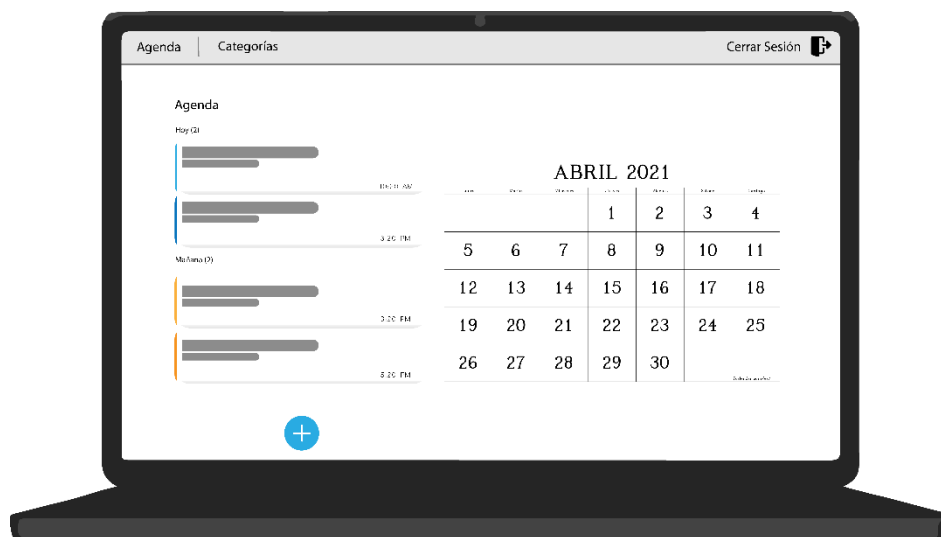 Agenda
Categorías
Cerrar Sesión
Agenda
Hoy (2)
3.20 PM
Mañana (2)
3.20 PM
5.20 PM
ABRIL 2021
1 2 3 4
5 6 7 8 9 10 11
12 13 14 15 16 17 18
19 20 21 22 23 24 25
26 27 28 29 30